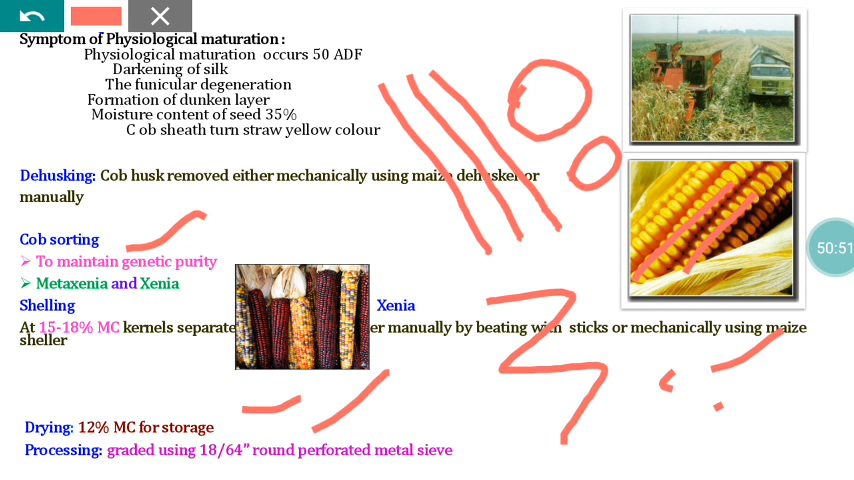 Symptom of Physiological maturation :
Physiological maturation occurs 50 ADF
Darkening of silk
The funicular degeneration
Formation of dunken layer
Moisture content of seed 35%
C ob sheath turn straw yellow colour
Dehusking: Cob husk removed either mechanically using maize dehusker or
manually
Cob sorting
➢ To maintain genetic purity
➢ Metaxenia and Xenia
Shelling
Xenia
At 15-18% MC kernels separate er manually by beating with sticks or mechanically using maize
sheller
Drying: 12% MC for storage
Processing: graded using 18/64" round perforated metal sieve
50:51